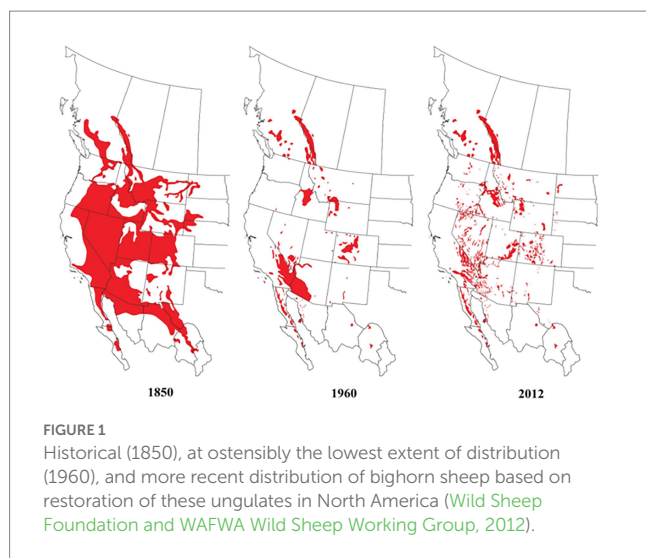 1850
1960
2012
FIGURE 1
Historical (1850), at ostensibly the lowest extent of distribution
(1960), and more recent distribution of bighorn sheep based on
restoration of these ungulates in North America (Wild Sheep
Foundation and WAFWA Wild Sheep Working Group, 2012).